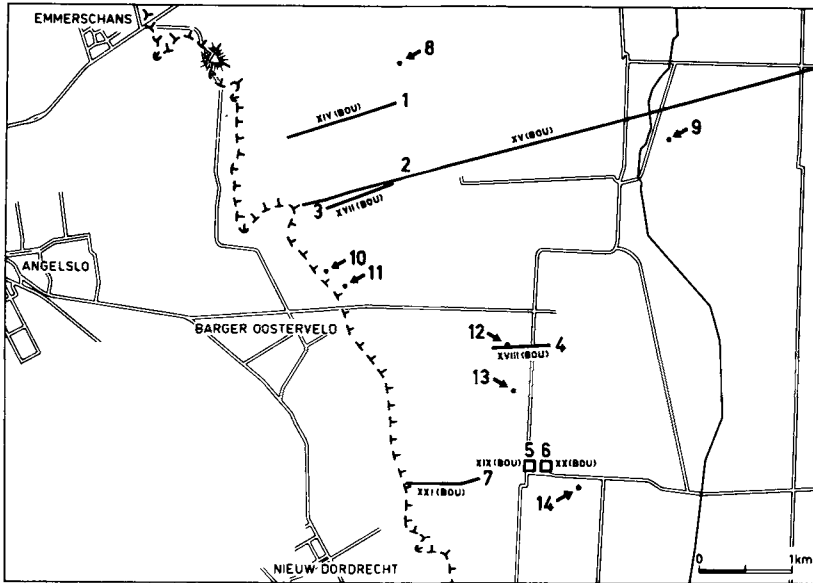 EMMERSCHANS
8
1
XIV (BOU)
XV (BOU)
9
2
3
XVII (BOU)
ANGELSLO
10
11
BARGER OOSTERVELD
12
XVIII (BOU)
4
13
5
6
XIX (BOU)
XX (BOU)
7
XXI (BOU)
14
NIEUW DORDRECHT
0
1km